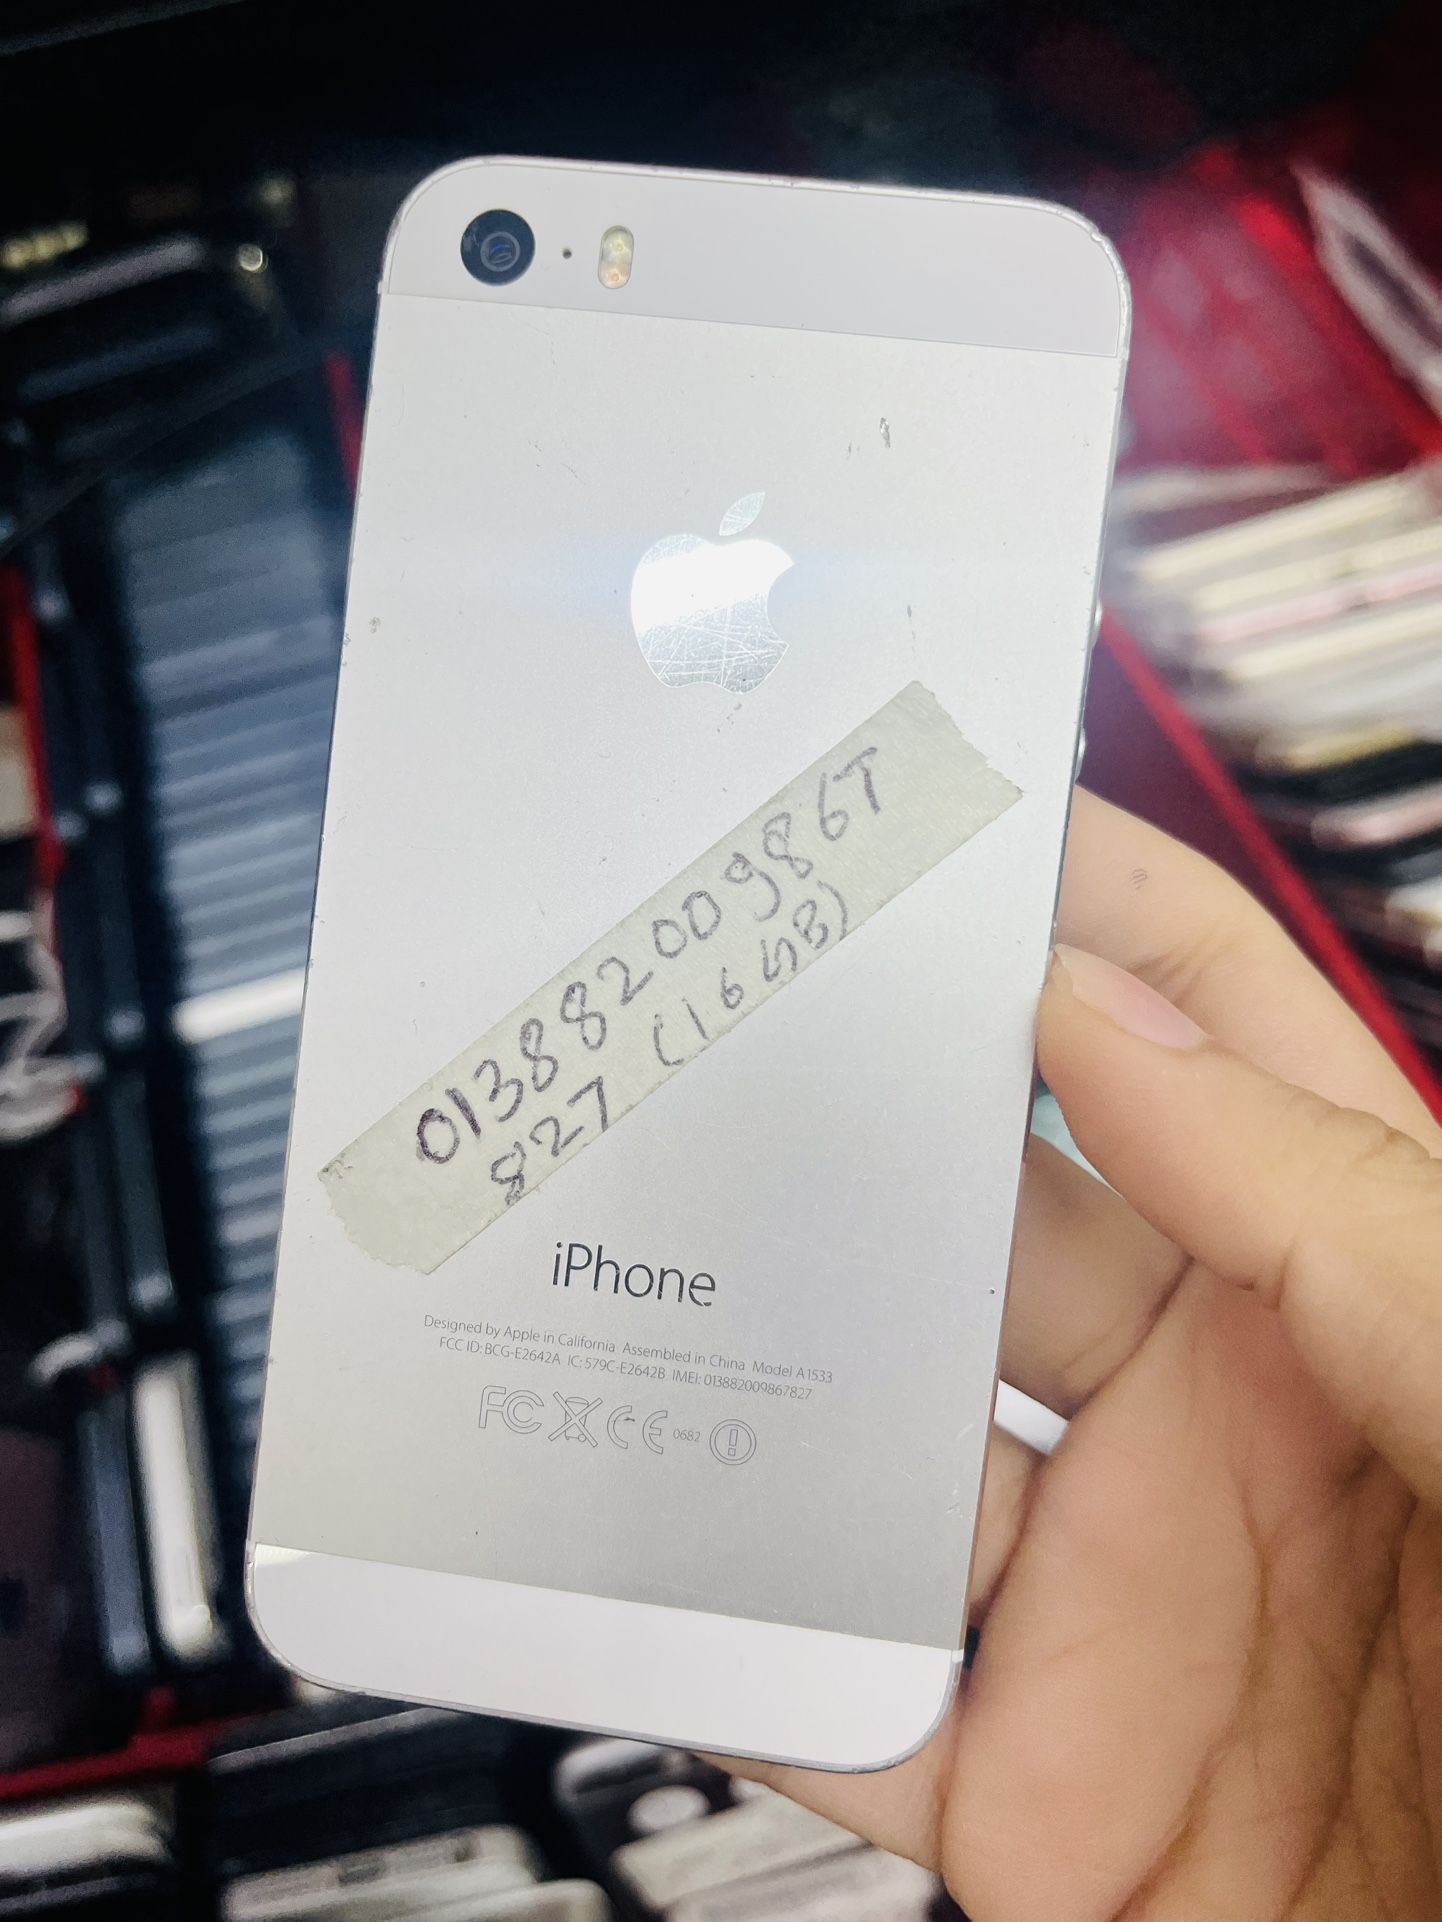 01388200986T
827 (16GB)
iPhone
Designed by Apple in California Assembled in China Model A1533
FCC ID: BCG-E2642A IC: 579C-E2642B IMEI: 013882009867827
FC CE 0682